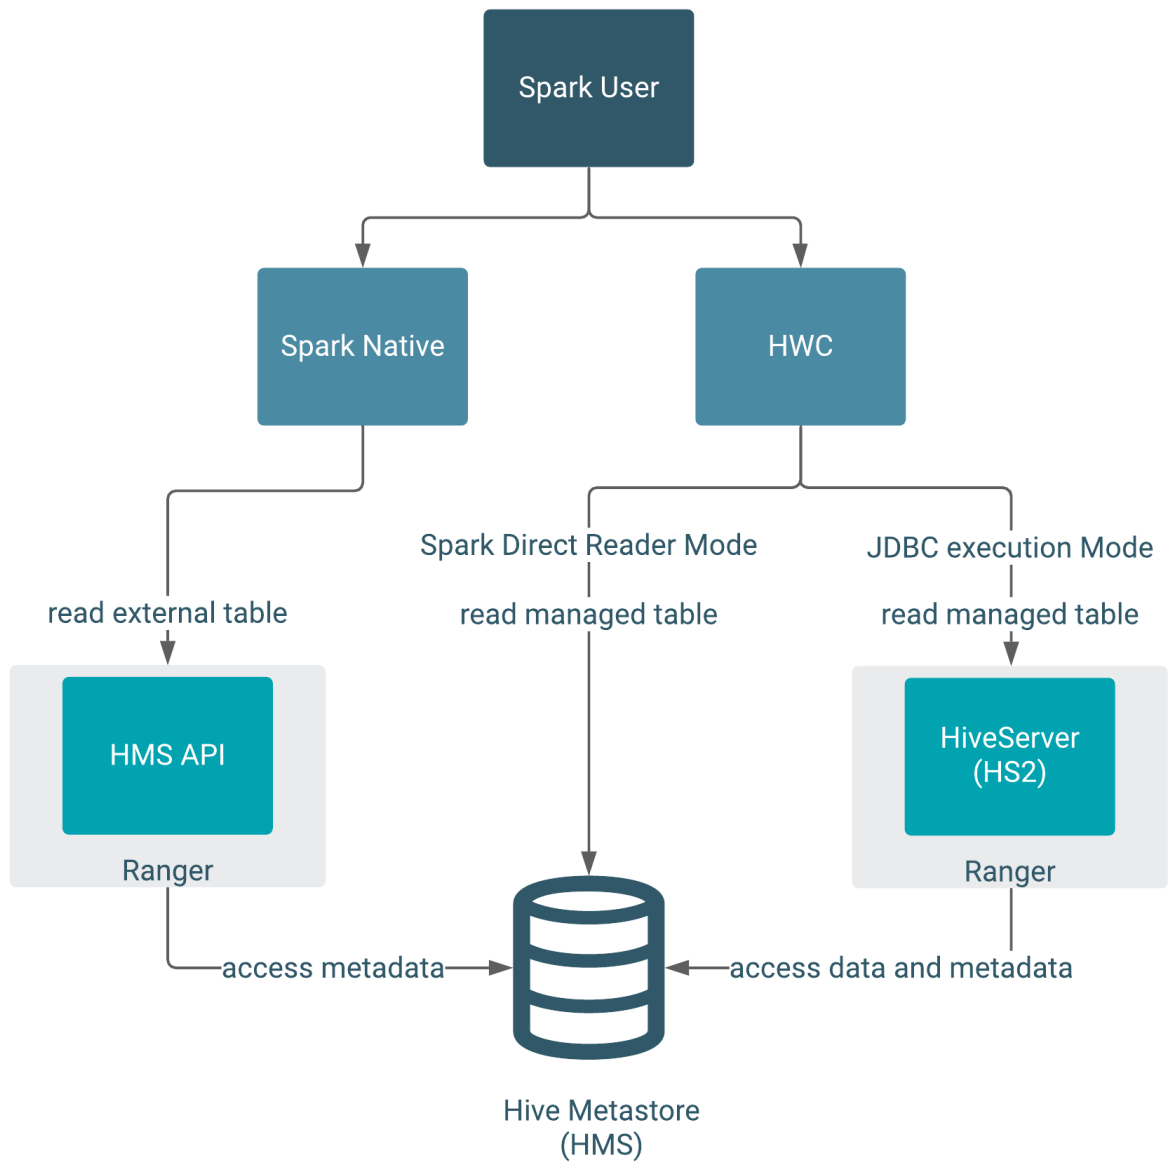 Spark User
Spark Native
HWC
Spark Direct Reader Mode
JDBC execution Mode
read external table
read managed table
read managed table
HMS API
HiveServer
(HS2)
Ranger
Ranger
access metadata
access data and metadata
Hive Metastore
(HMS)